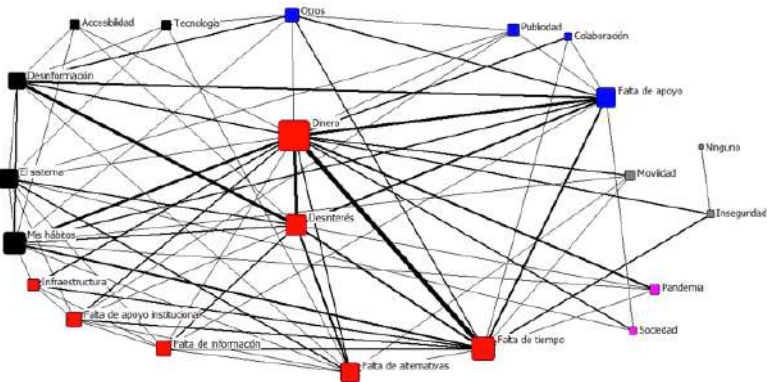 Accesibilidad
Tecnología
Otros
Publicidad
Colaboración
Desinformación
Falta de apoyo
Dinero
Ninguno
El sistema
Movilidad
Inseguridad
Desinterés
Mis hábitos
Infraestructura
Pandemia
Falta de apoyo institucional
Sociedad
Falta de información
Falta de tiempo
Falta de alternativas